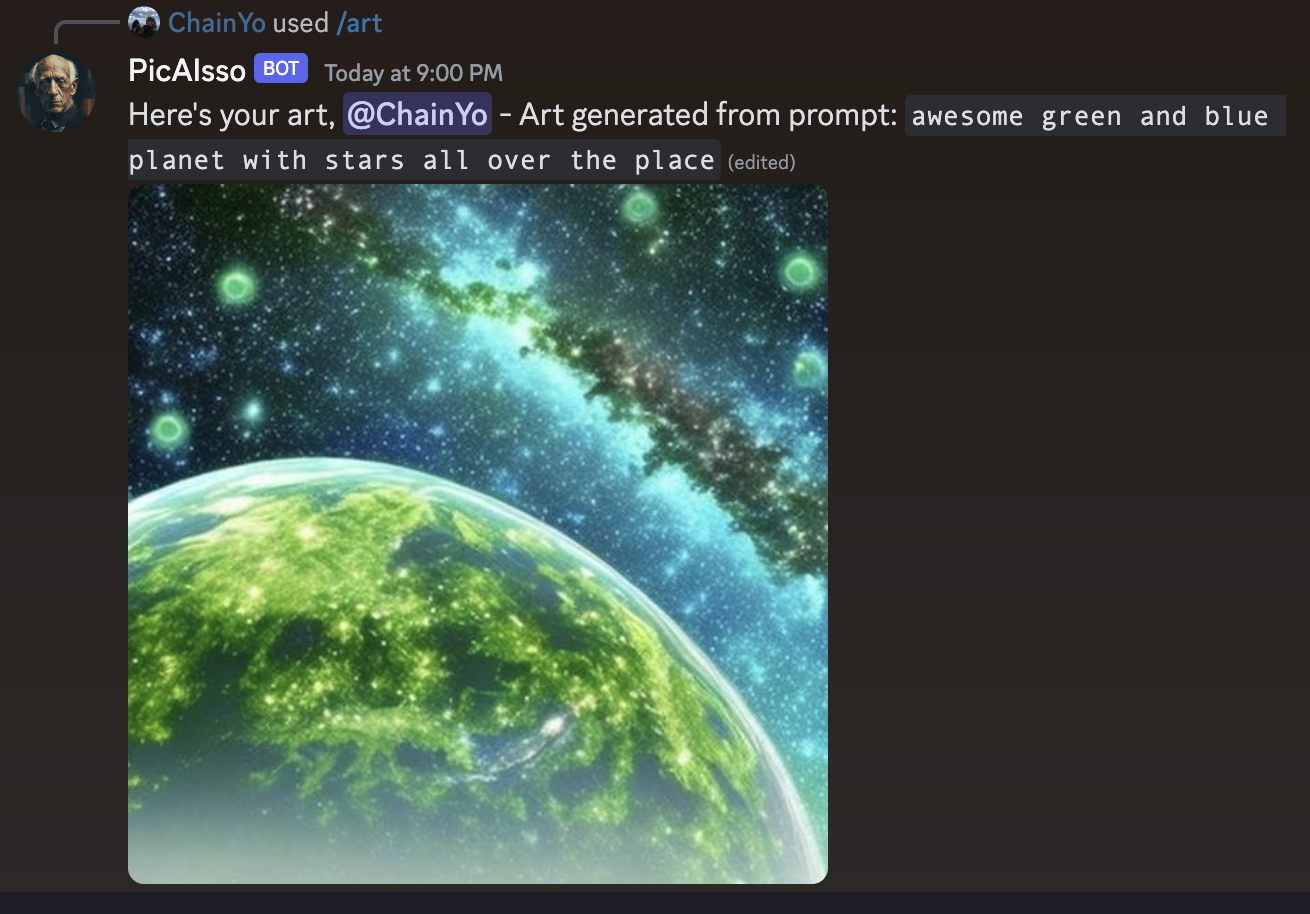 ChainYo used /art
PicAIsso BOT Today at 9:00 PM
Here's your art, @ChainYo - Art generated from prompt: awesome green and blue
planet with stars all over the place (edited)